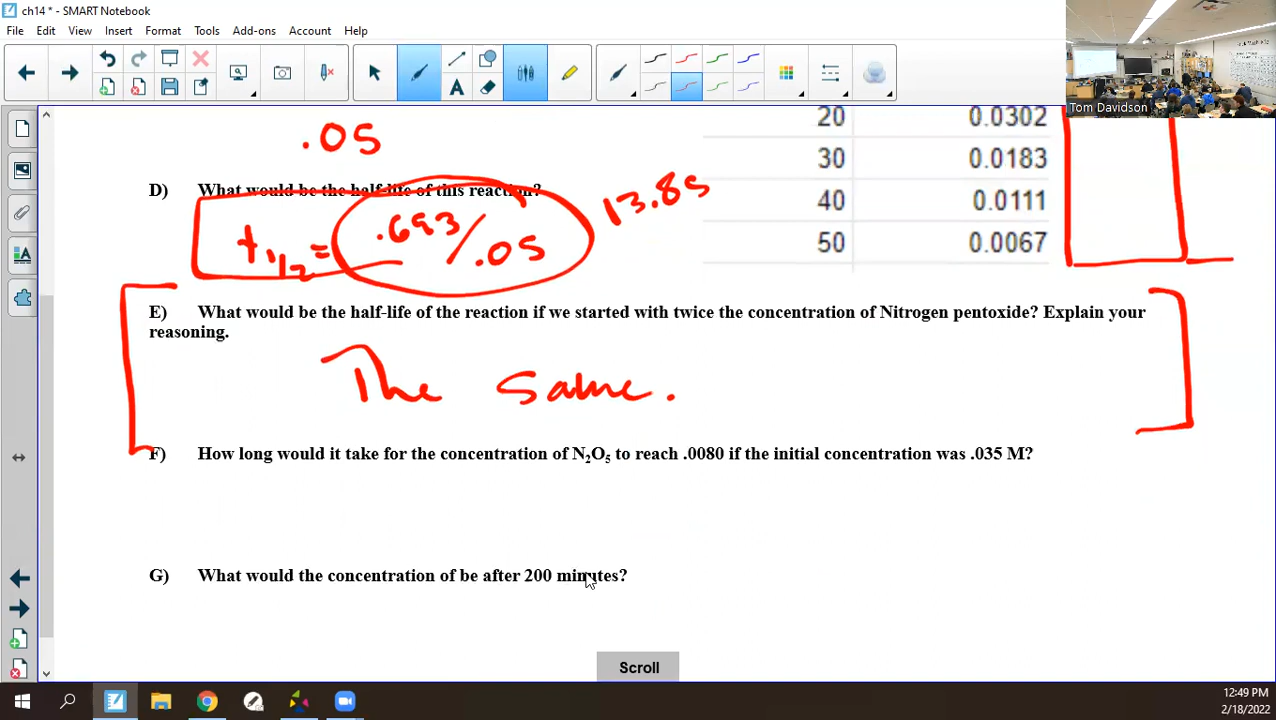 ch14 * - SMART Notebook
File Edit View Insert Format Tools Add-ons Account Help
Tom Davidson
.05
20 0.0302
30 0.0183
40 0.0111
50 0.0067
D) What would be the half-life of this reaction?
t1/2 = .693/.05 13.8s
E) What would be the half-life of the reaction if we started with twice the concentration of Nitrogen pentoxide? Explain your
reasoning.
The same.
F) How long would it take for the concentration of N₂O₅ to reach .0080 if the initial concentration was .035 M?
G) What would the concentration of be after 200 minutes?
Scroll
12:49 PM
2/18/2022